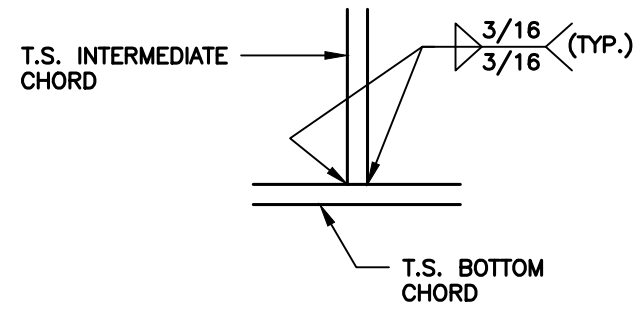 3/16
3/16
(TYP.)
T.S. INTERMEDIATE
CHORD
T.S. BOTTOM
CHORD